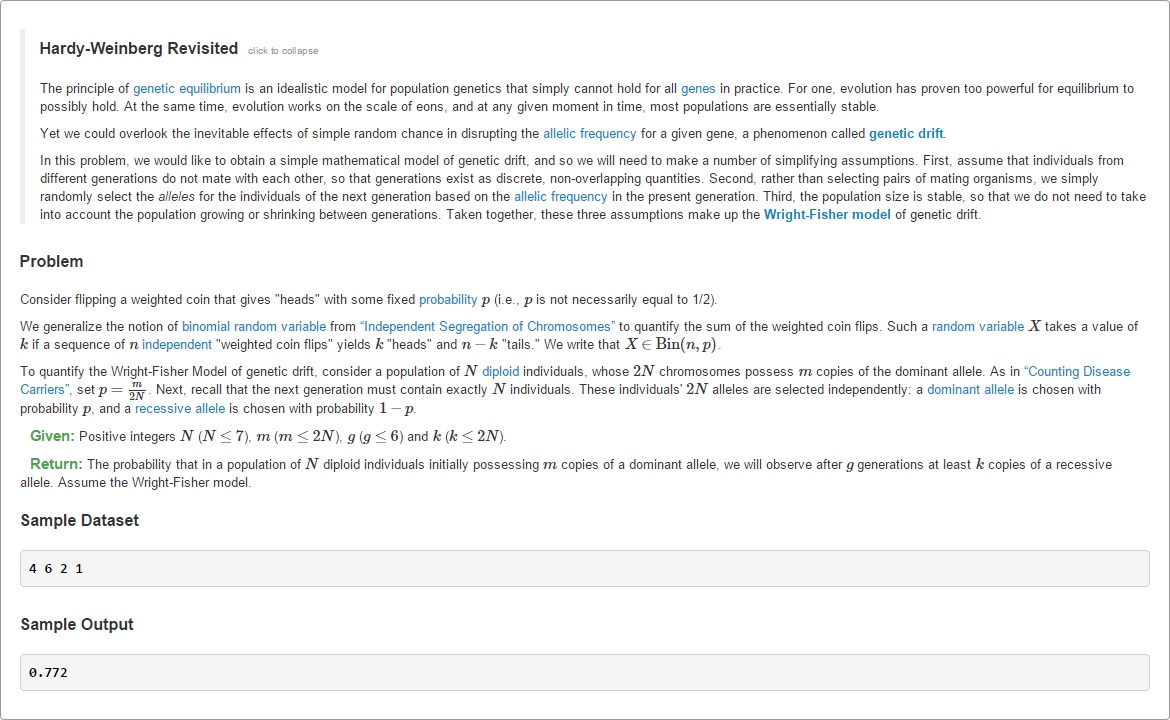 Hardy-Weinberg Revisited click to collapse
The principle of genetic equilibrium is an idealistic model for population genetics that simply cannot hold for all genes in practice. For one, evolution has proven too powerful for equilibrium to
possibly hold. At the same time, evolution works on the scale of eons, and at any given moment in time, most populations are essentially stable.
Yet we could overlook the inevitable effects of simple random chance in disrupting the allelic frequency for a given gene, a phenomenon called genetic drift.
In this problem, we would like to obtain a simple mathematical model of genetic drift, and so we will need to make a number of simplifying assumptions. First, assume that individuals from
different generations do not mate with each other, so that generations exist as discrete, non-overlapping quantities. Second, rather than selecting pairs of mating organisms, we simply
randomly select the alleles for the individuals of the next generation based on the allelic frequency in the present generation. Third, the population size is stable, so that we do not need to take
into account the population growing or shrinking between generations. Taken together, these three assumptions make up the Wright-Fisher model of genetic drift.
Problem
Consider flipping a weighted coin that gives "heads" with some fixed probability p (i.e., p is not necessarily equal to 1/2).
We generalize the notion of binomial random variable from “Independent Segregation of Chromosomes” to quantify the sum of the weighted coin flips. Such a random variable X takes a value of
k if a sequence of n independent "weighted coin flips" yields k "heads" and n − k "tails." We write that X ∈ Bin(n, p).
To quantify the Wright-Fisher Model of genetic drift, consider a population of N diploid individuals, whose 2N chromosomes possess m copies of the dominant allele. As in “Counting Disease
Carriers”, set p = m/2N. Next, recall that the next generation must contain exactly N individuals. These individuals' 2N alleles are selected independently: a dominant allele is chosen with
probability p, and a recessive allele is chosen with probability 1 − p.
Given: Positive integers N (N ≤ 7), m (m ≤ 2N), g (g ≤ 6) and k (k ≤ 2N).
Return: The probability that in a population of N diploid individuals initially possessing m copies of a dominant allele, we will observe after g generations at least k copies of a recessive
allele. Assume the Wright-Fisher model.
Sample Dataset
4 6 2 1
Sample Output
0.772